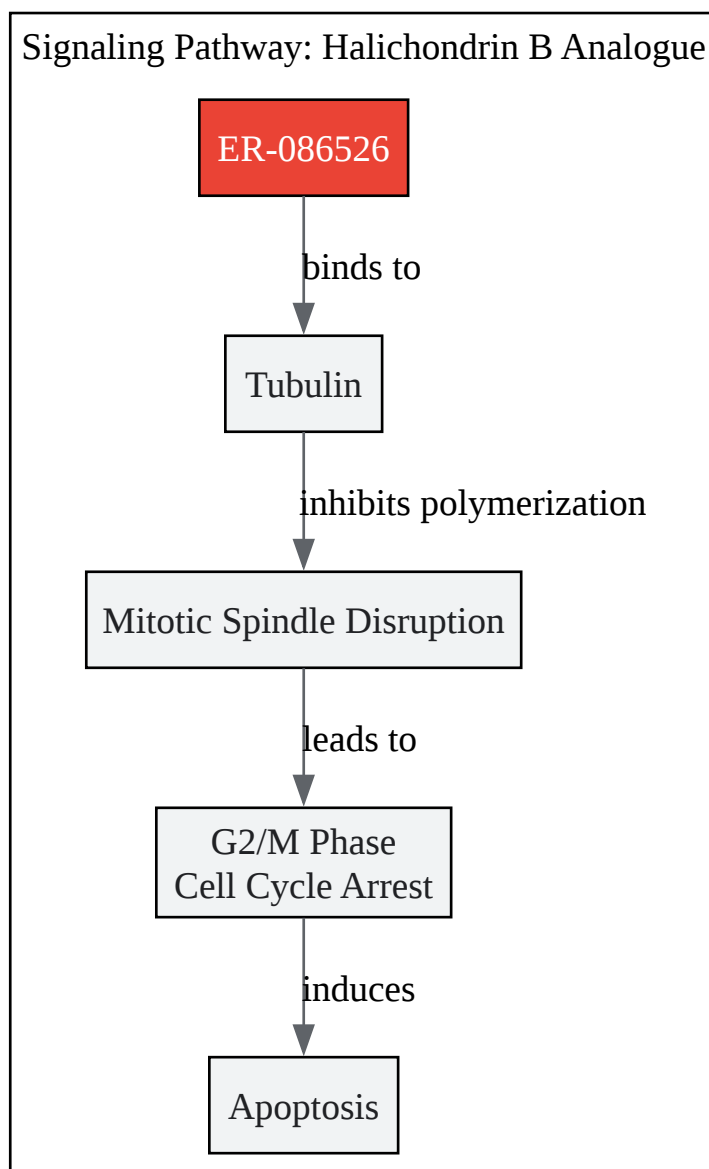 Signaling Pathway: Halichondrin B Analogue
ER-086526
binds to
Tubulin
inhibits polymerization
Mitotic Spindle Disruption
leads to
G2/M Phase
Cell Cycle Arrest
induces
Apoptosis